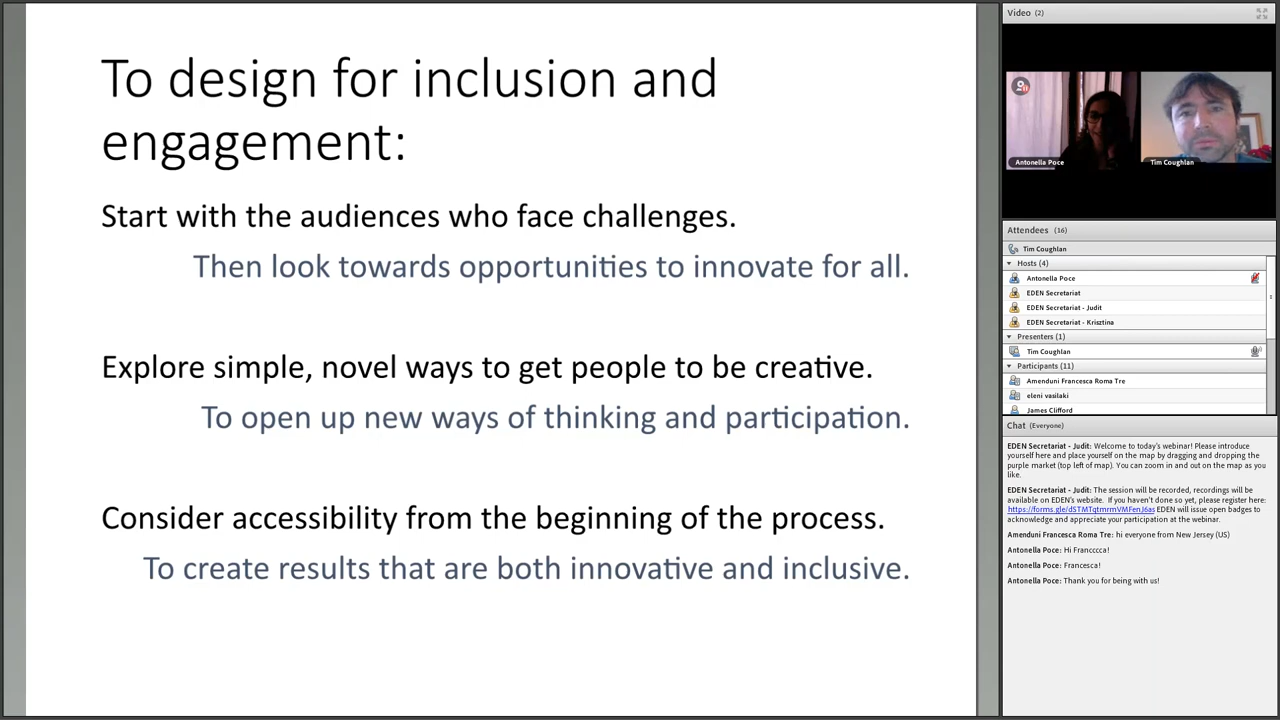 To design for inclusion and
engagement:
Start with the audiences who face challenges.
Then look towards opportunities to innovate for all.
Explore simple, novel ways to get people to be creative.
To open up new ways of thinking and participation.
Consider accessibility from the beginning of the process.
To create results that are both innovative and inclusive.
Video (2)
Antonella Poce
Tim Coughlan
Attendees (16)
Tim Coughlan
Hosts (4)
Antonella Poce
EDEN Secretariat
EDEN Secretariat - Judit
EDEN Secretariat - Krisztina
Presenters (1)
Tim Coughlan
Participants (11)
Amenduni Francesca Roma Tre
eleni vasilaki
James Clifford
Chat (Everyone)
EDEN Secretariat - Judit: Welcome to today's webinar! Please introduce
yourself here and place yourself on the map by dragging and dropping the
purple market (top left of map). You can zoom in and out on the map as you
like.
EDEN Secretariat - Judit: The session will be recorded, recordings will be
available on EDEN's website. If you haven't done so yet, please register here:
https://forms.gle/dSTMTqtmrmVMFenJ6as EDEN will issue open badges to
acknowledge and appreciate your participation at the webinar.
Amenduni Francesca Roma Tre: hi everyone from New Jersey (US)
Antonella Poce: Hi Francccca!
Antonella Poce: Francesca!
Antonella Poce: Thank you for being with us!